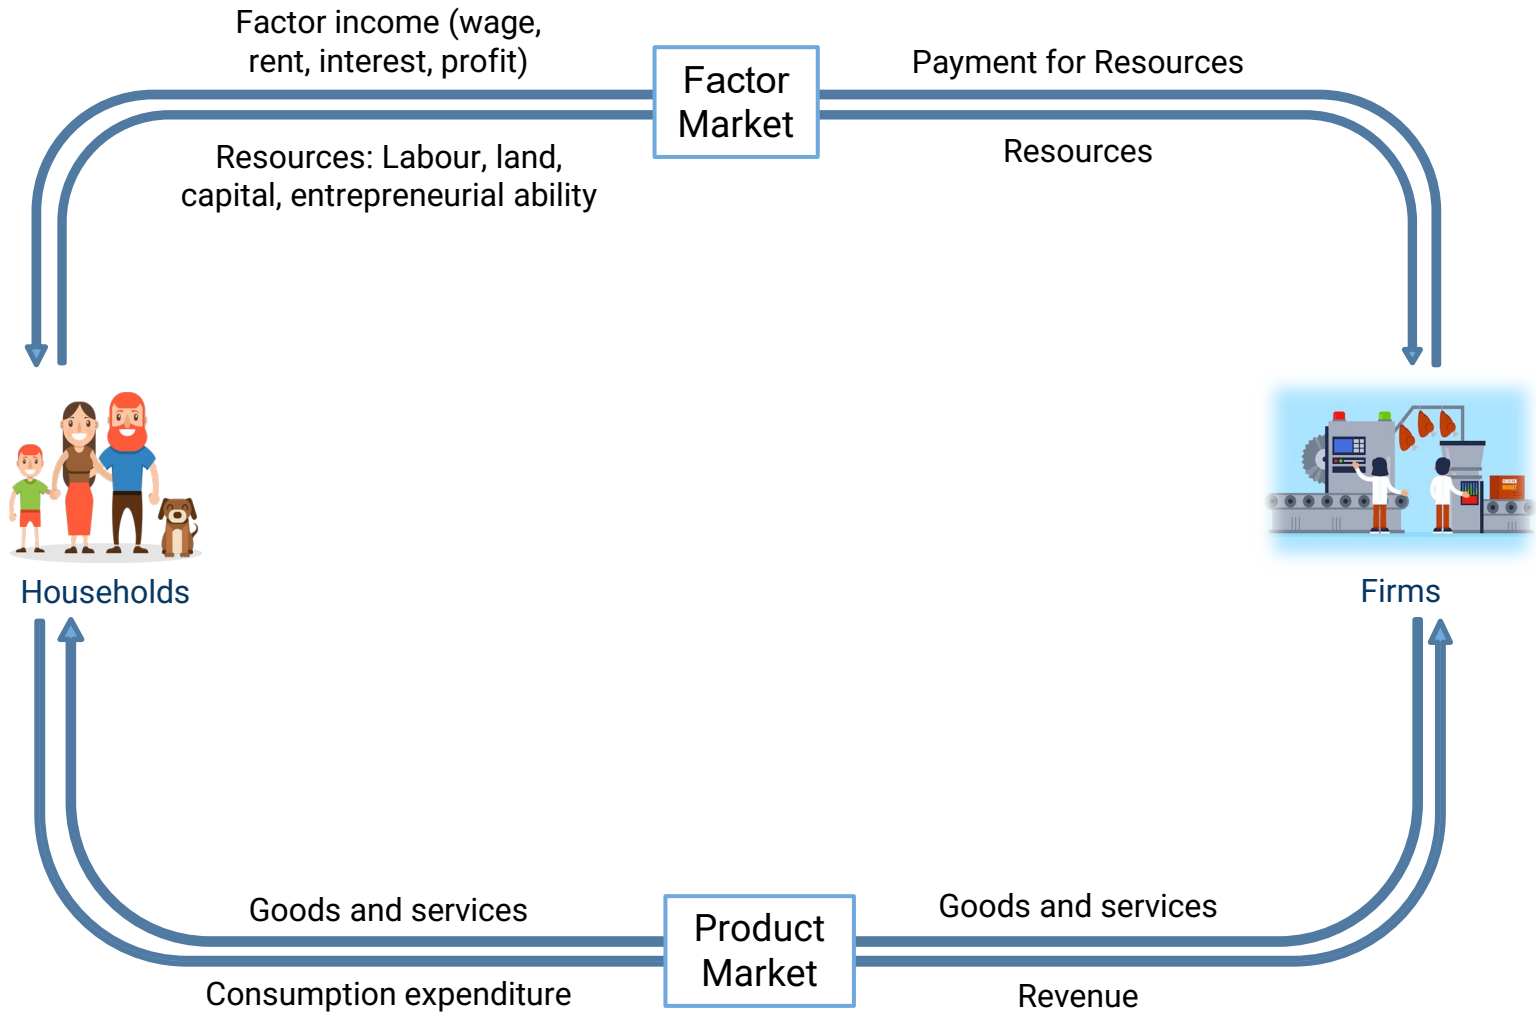 Factor income (wage,
rent, interest, profit)
Factor
Market
Payment for Resources
Resources: Labour, land,
capital, entrepreneurial ability
Resources
Households
Firms
Goods and services
Product
Market
Goods and services
Consumption expenditure
Revenue